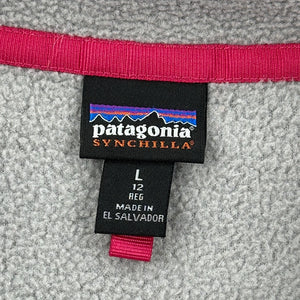 patagonia®
SYNCHILLA®
L
12
REG
MADE IN
EL SALVADOR